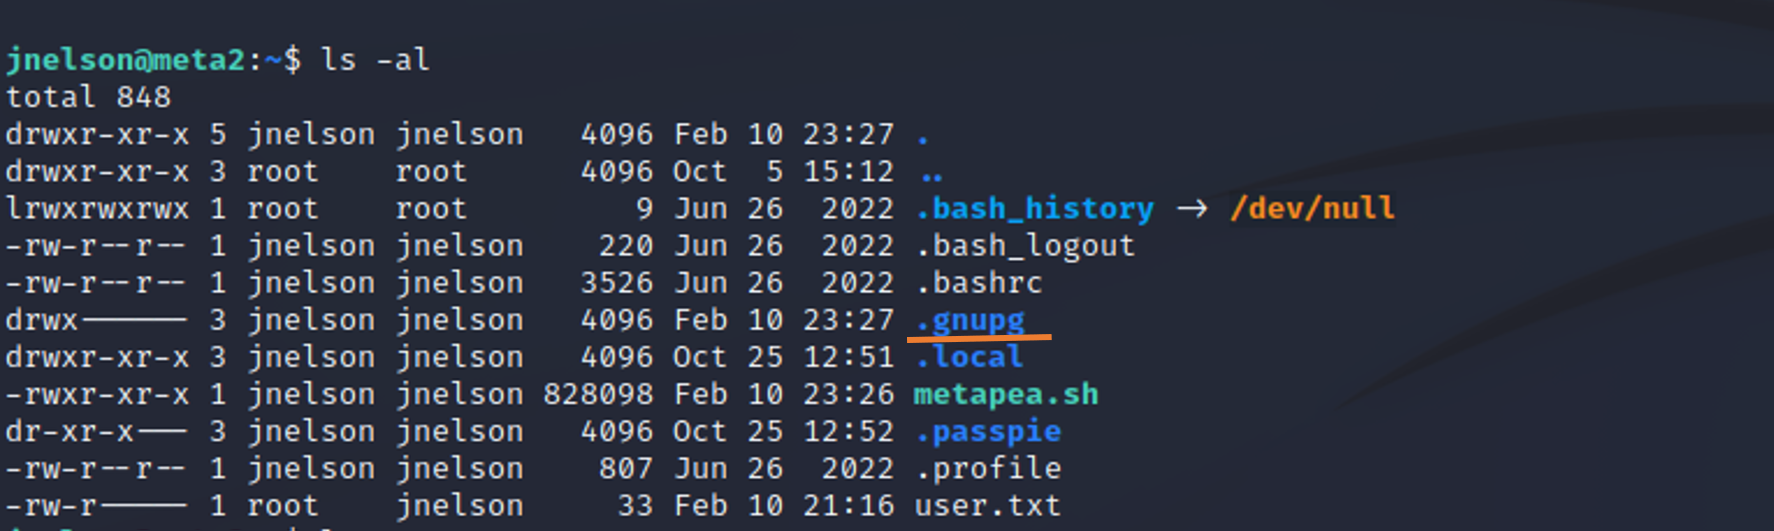 jnelson@meta2:~$ ls -al
total 848
drwxr-xr-x 5 jnelson jnelson   4096 Feb 10 23:27 .
drwxr-xr-x 3 root    root      4096 Oct  5 15:12 ..
lrwxrwxrwx 1 root    root         9 Jun 26  2022 .bash_history -> /dev/null
-rw-r--r-- 1 jnelson jnelson    220 Jun 26  2022 .bash_logout
-rw-r--r-- 1 jnelson jnelson   3526 Jun 26  2022 .bashrc
drwx------ 3 jnelson jnelson   4096 Feb 10 23:27 .gnupg
drwxr-xr-x 3 jnelson jnelson   4096 Oct 25 12:51 .local
-rwxr-xr-x 1 jnelson jnelson 828098 Feb 10 23:26 metapea.sh
dr-xr-x--- 3 jnelson jnelson   4096 Oct 25 12:52 .passpie
-rw-r--r-- 1 jnelson jnelson    807 Jun 26  2022 .profile
-rw-r----- 1 root    jnelson     33 Feb 10 21:16 user.txt